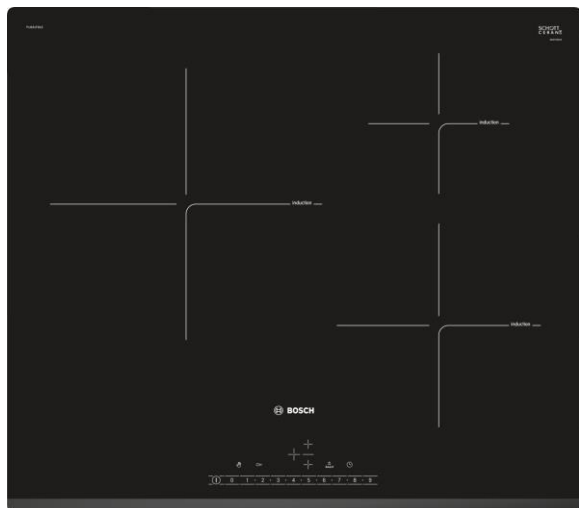 SCHOTT
CERAN®
induction
induction
induction
BOSCH
0 1 · 2 · 3 · 4 · 5 · 6 · 7 · 8 · 9